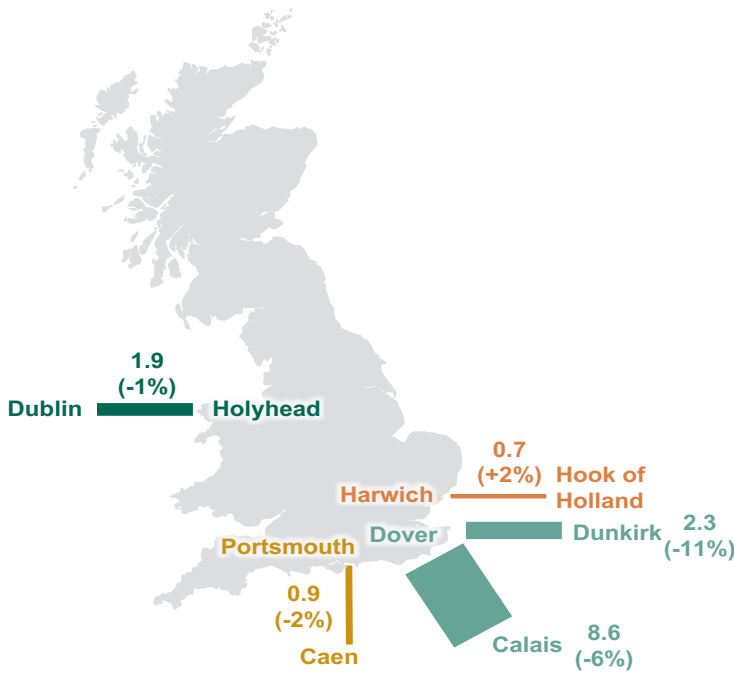 1.9
(-1%)
Dublin
Holyhead
0.7
(+2%)
Hook of
Holland
Harwich
Dover
Dunkirk
2.3
(-11%)
Portsmouth
0.9
(-2%)
Caen
Calais
8.6
(-6%)